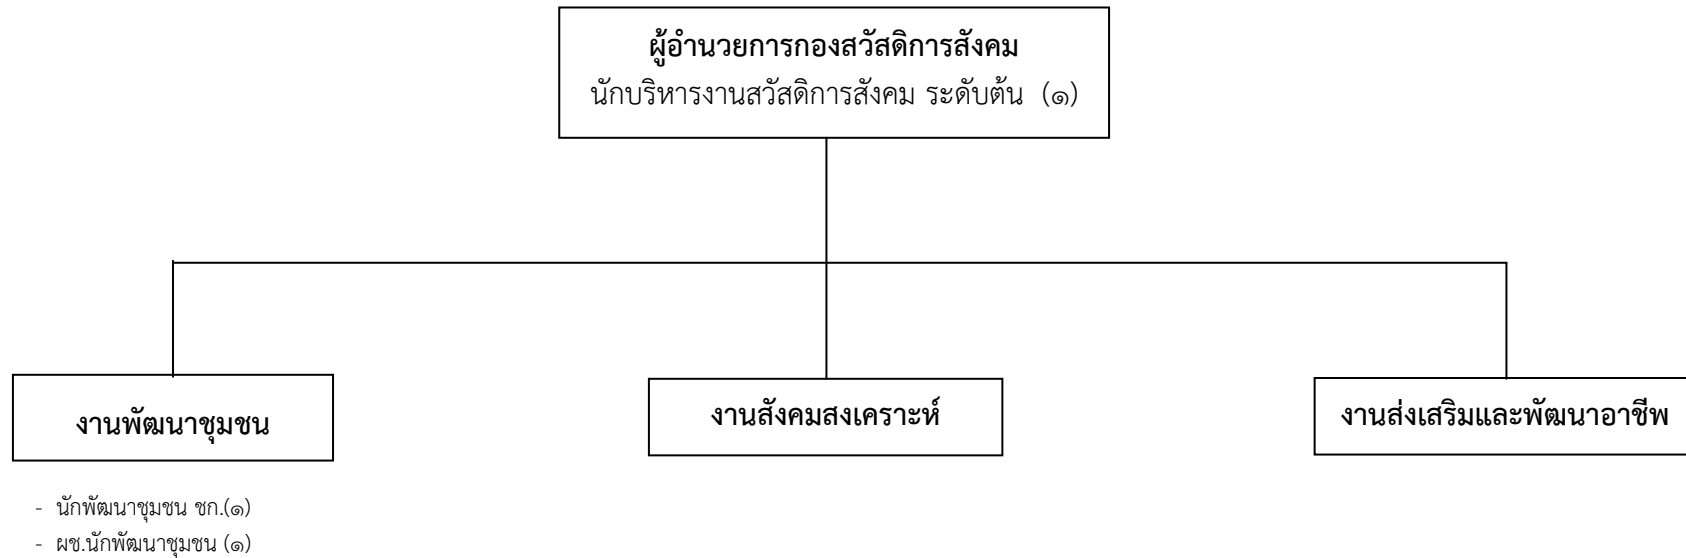 ผู้อำนวยการกองสวัสดิการสังคม
นักบริหารงานสวัสดิการสังคม ระดับต้น (๑)
งานพัฒนาชุมชน
งานสังคมสงเคราะห์
งานส่งเสริมและพัฒนาอาชีพ
- นักพัฒนาชุมชน ชก.(๑)
- ผช.นักพัฒนาชุมชน (๑)